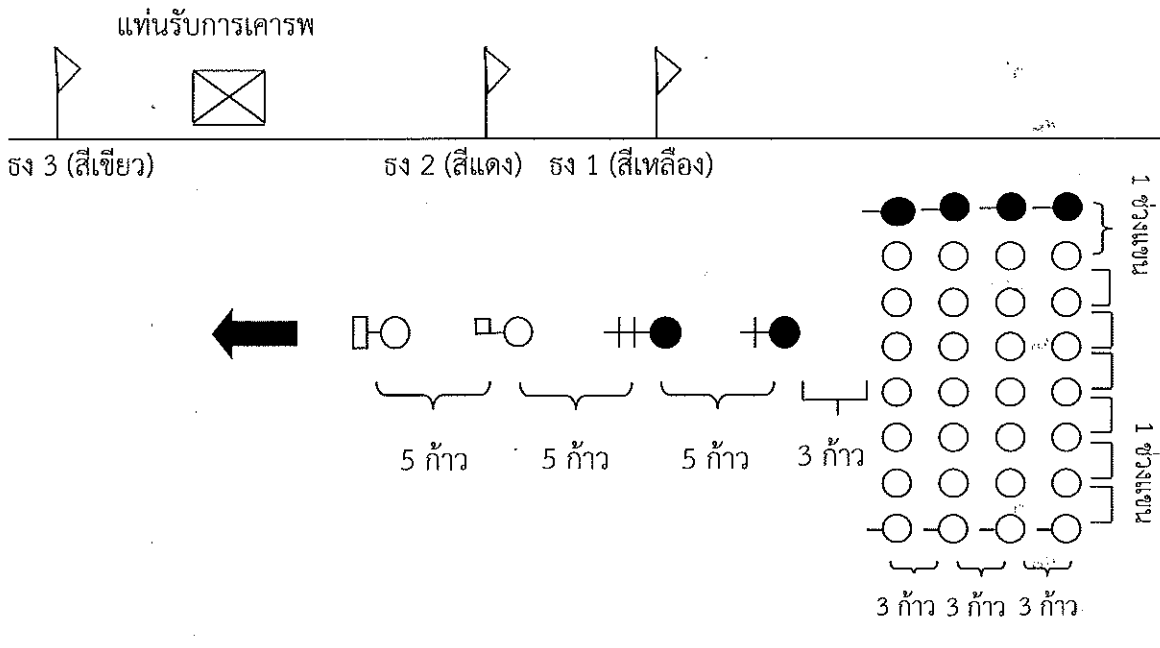 แท่นรับการเคารพ
ธง 3 (สีเขียว) ธง 2 (สีแดง) ธง 1 (สีเหลือง)
1 ช่วงแขน
5 ก้าว 5 ก้าว 5 ก้าว 3 ก้าว
1 ช่วงแขน
3 ก้าว 3 ก้าว 3 ก้าว